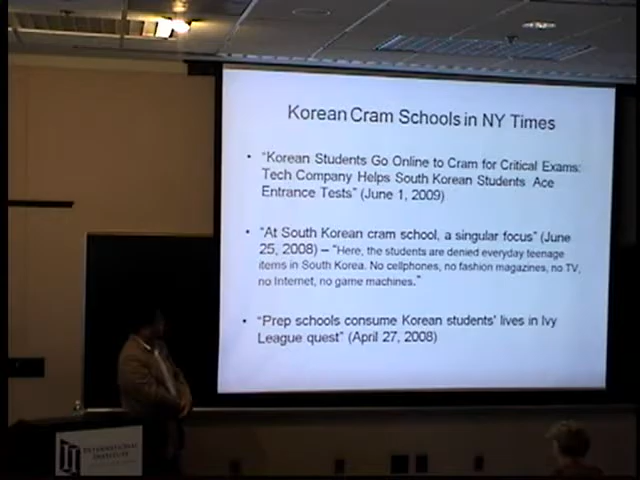 Korean Cram Schools in NY Times
• “Korean Students Go Online to Cram for Critical Exams:
Tech Company Helps South Korean Students Ace
Entrance Tests” (June 1, 2009)
• “At South Korean cram school, a singular focus” (June
25, 2008) – “Here, the students are denied everyday teenage
items in South Korea. No cellphones, no fashion magazines, no TV,
no Internet, no game machines.”
• “Prep schools consume Korean students’ lives in Ivy
League quest” (April 27, 2008)
INTERNATIONAL
INSTITUTE